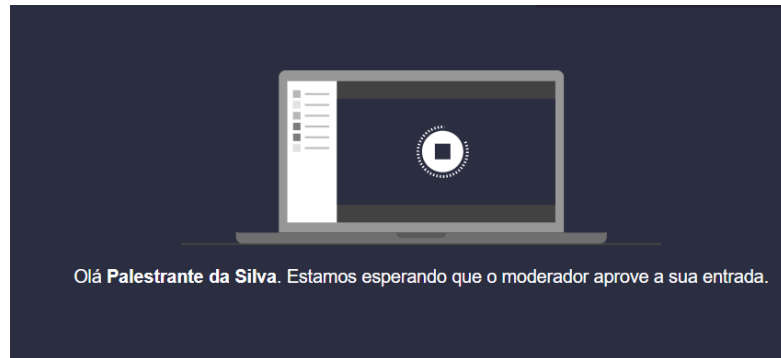 Olá Palestrante da Silva. Estamos esperando que o moderador aprove a sua entrada.